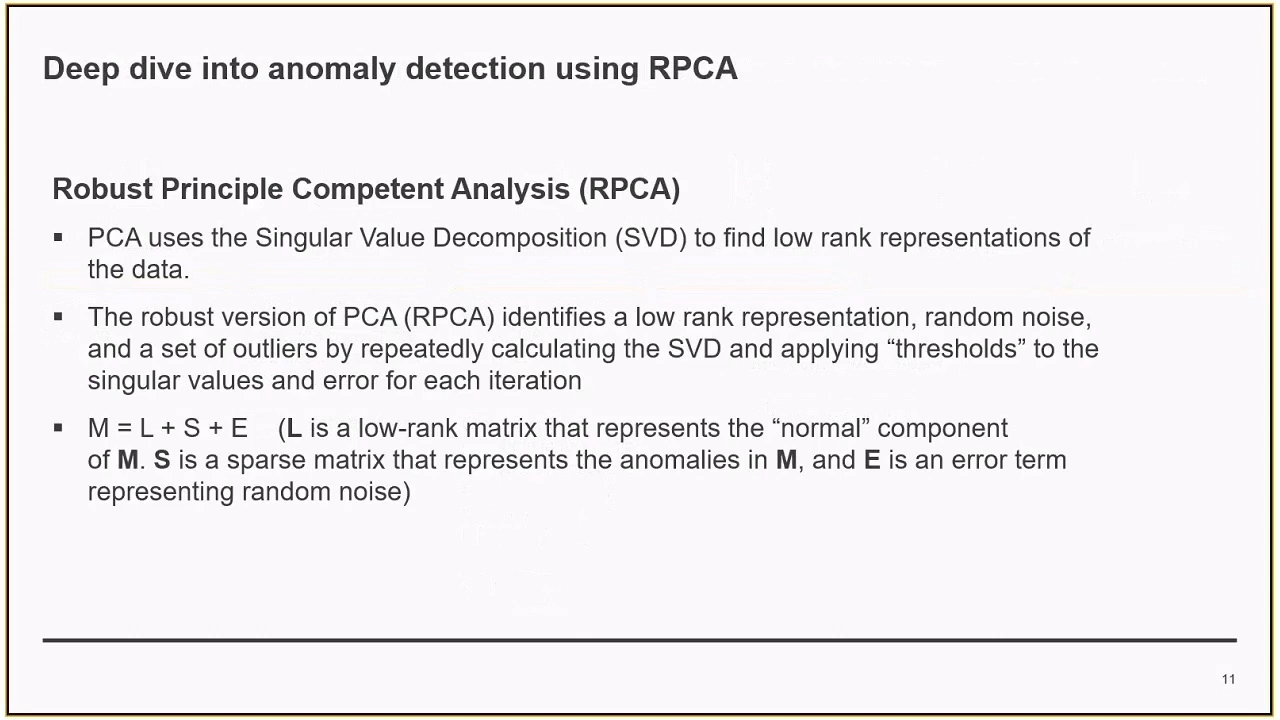 Deep dive into anomaly detection using RPCA
Robust Principle Competent Analysis (RPCA)
▪ PCA uses the Singular Value Decomposition (SVD) to find low rank representations of
the data.
▪ The robust version of PCA (RPCA) identifies a low rank representation, random noise,
and a set of outliers by repeatedly calculating the SVD and applying “thresholds” to the
singular values and error for each iteration
▪ M = L + S + E (L is a low-rank matrix that represents the “normal” component
of M. S is a sparse matrix that represents the anomalies in M, and E is an error term
representing random noise)
11